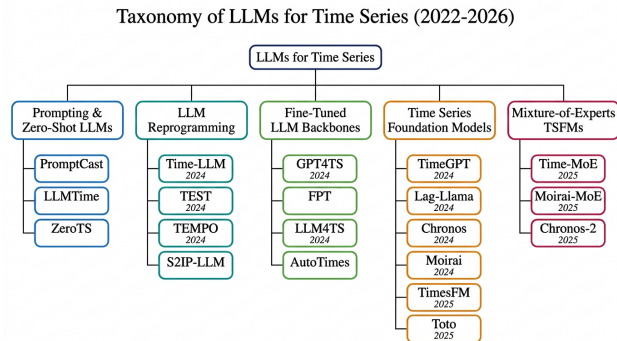 Taxonomy of LLMs for Time Series (2022-2026)
LLMs for Time Series
Prompting &
Zero-Shot LLMs
PromptCast
LLMTime
ZeroTS
LLM
Reprogramming
Time-LLM
2024
TEST
2024
TEMPO
2024
S2IP-LLM
Fine-Tuned
LLM Backbones
GPT4TS
2024
FPT
LLM4TS
2024
AutoTimes
Time Series
Foundation Models
TimeGPT
2024
Lag-Llama
2024
Chronos
2024
Moirai
2024
TimesFM
2025
Toto
2025
Mixture-of-Experts
TSFMs
Time-MoE
2025
Moirai-MoE
2025
Chronos-2
2025